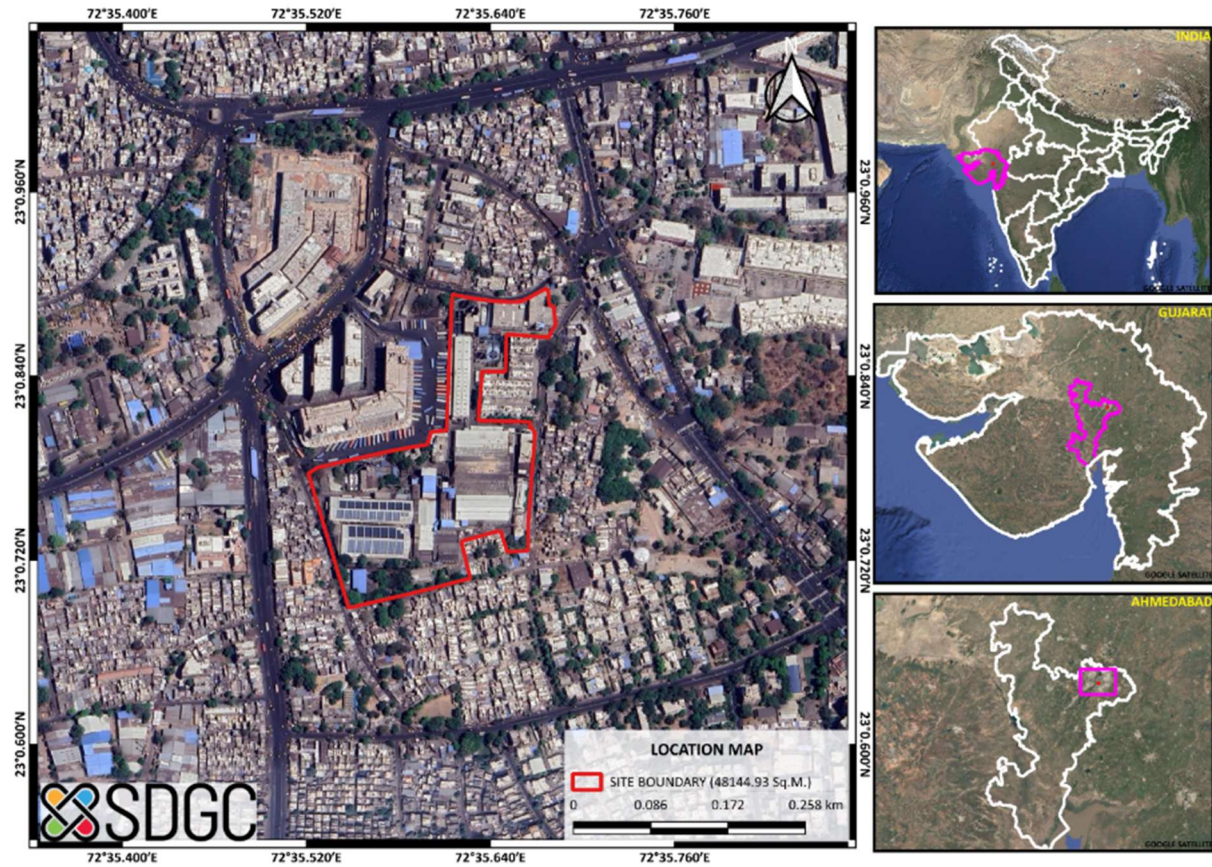 72°35.400'E 72°35.520'E 72°35.640'E 72°35.760'E
23°0.960'N
23°0.840'N
23°0.720'N
23°0.600'N
N
23°0.960'N
23°0.840'N
23°0.720'N
23°0.600'N
LOCATION MAP
SITE BOUNDARY (48144.93 Sq.M.)
0 0.086 0.172 0.258 km
SDGC
72°35.400'E 72°35.520'E 72°35.640'E 72°35.760'E
INDIA
GOOGLE SATELLITE
GUJARAT
GOOGLE SATELLITE
AHMEDABAD
GOOGLE SATELLITE